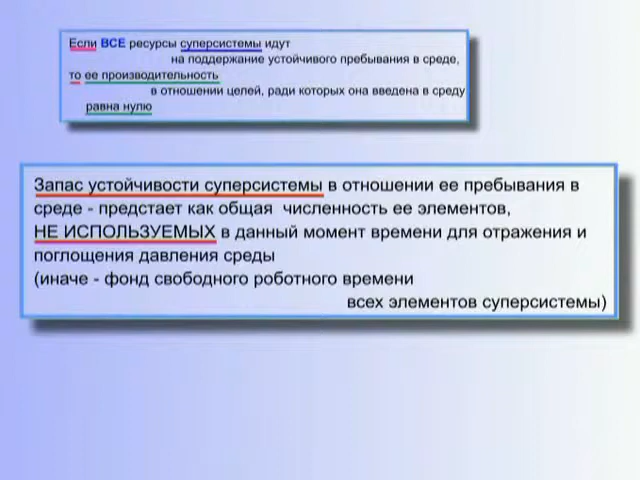 Если ВСЕ ресурсы суперсистемы идут
на поддержание устойчивого пребывания в среде,
то ее производительность
в отношении целей, ради которых она введена в среду
равна нулю
Запас устойчивости суперсистемы в отношении ее пребывания в
среде - предстает как общая численность ее элементов,
НЕ ИСПОЛЬЗУЕМЫХ в данный момент времени для отражения и
поглощения давления среды
(иначе - фонд свободного роботного времени
всех элементов суперсистемы)